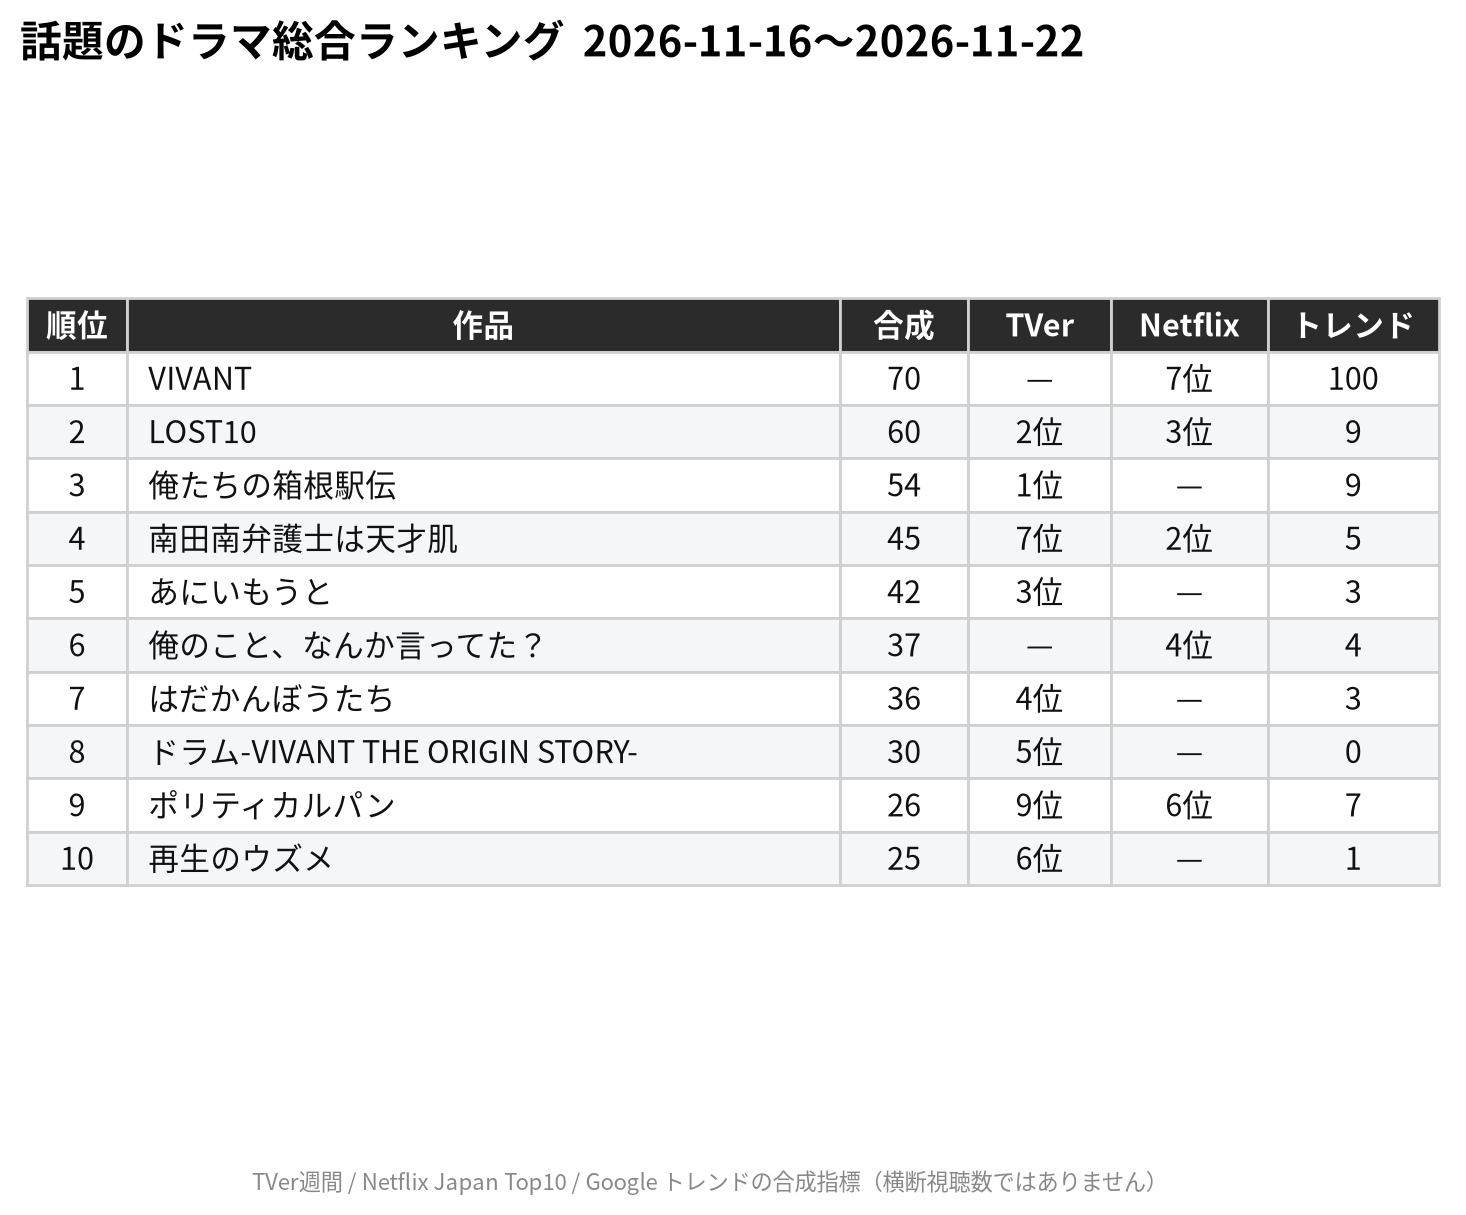 話題のドラマ総合ランキング 2026-11-16～2026-11-22
順位 作品 合成 TVer Netflix トレンド
1 VIVANT 70 — 7位 100
2 LOST10 60 2位 3位 9
3 俺たちの箱根駅伝 54 1位 — 9
4 南田南弁護士は天才肌 45 7位 2位 5
5 あにいもうと 42 3位 — 3
6 俺のこと、なんか言ってた？ 37 — 4位 4
7 はだかんぼうたち 36 4位 — 3
8 ドラム-VIVANT THE ORIGIN STORY- 30 5位 — 0
9 ポリティカルパン 26 9位 6位 7
10 再生のウズメ 25 6位 — 1
TVer週間 / Netflix Japan Top10 / Google トレンドの合成指標（横断視聴数ではありません）